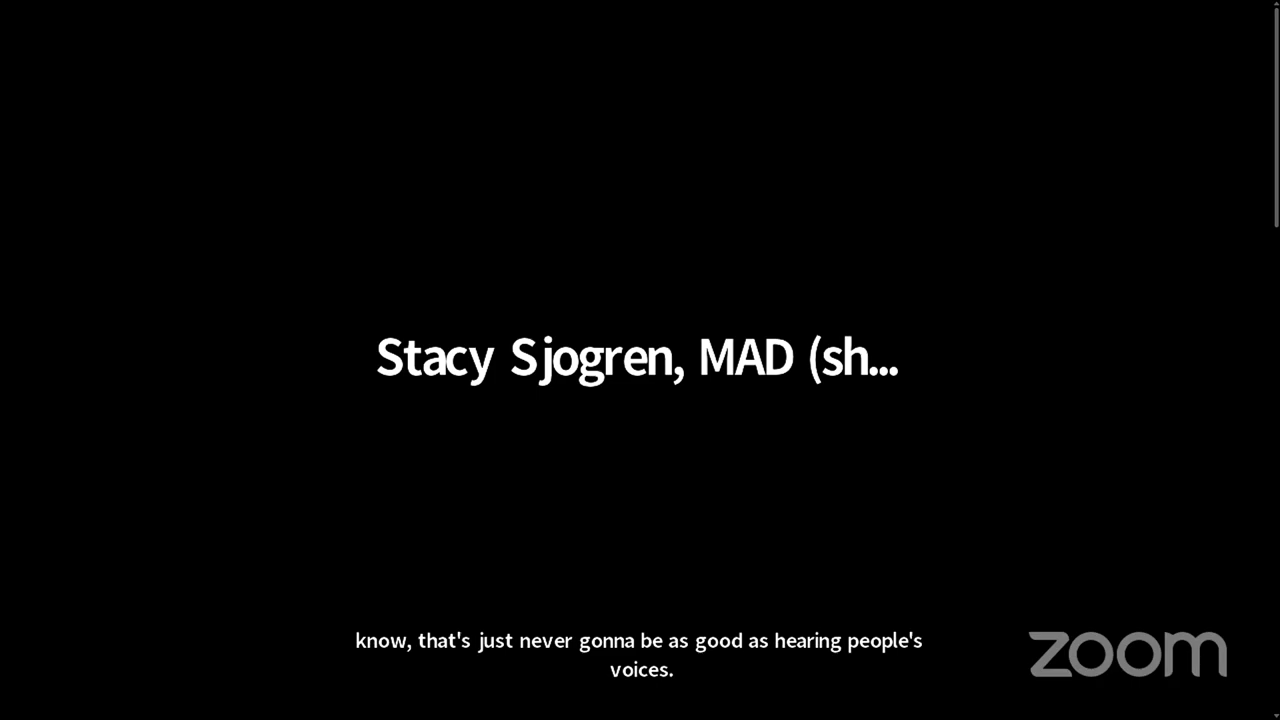 Stacy Sjogren, MAD (sh...
know, that's just never gonna be as good as hearing people's
voices.
zoom